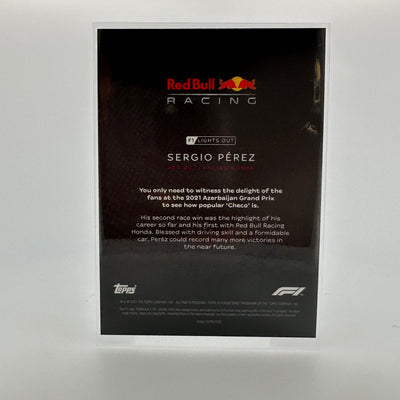 Red Bull
RACING
F1 LIGHTS OUT
SERGIO PÉREZ
You only need to witness the delight of the
fans at the 2021 Azerbaijan Grand Prix
to see how popular 'Checo' is.
His second race win was the highlight of his
career so far and his first with Red Bull Racing
Honda. Blessed with driving skill and a formidable
car, Peréz could record many more victories in
the near future.
Topps
F1